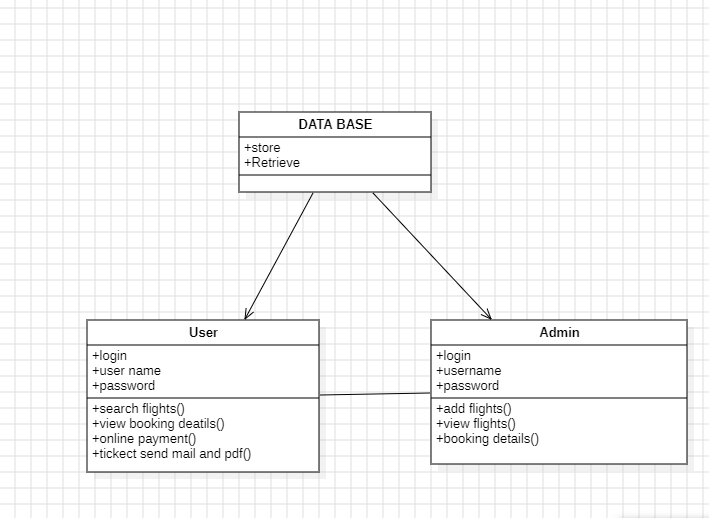 DATA BASE
+store
+Retrieve
User
+login
+user name
+password
+search flights()
+view booking deatils()
+online payment()
+tickect send mail and pdf()
Admin
+login
+username
+password
+add flights()
+view flights()
+booking details()